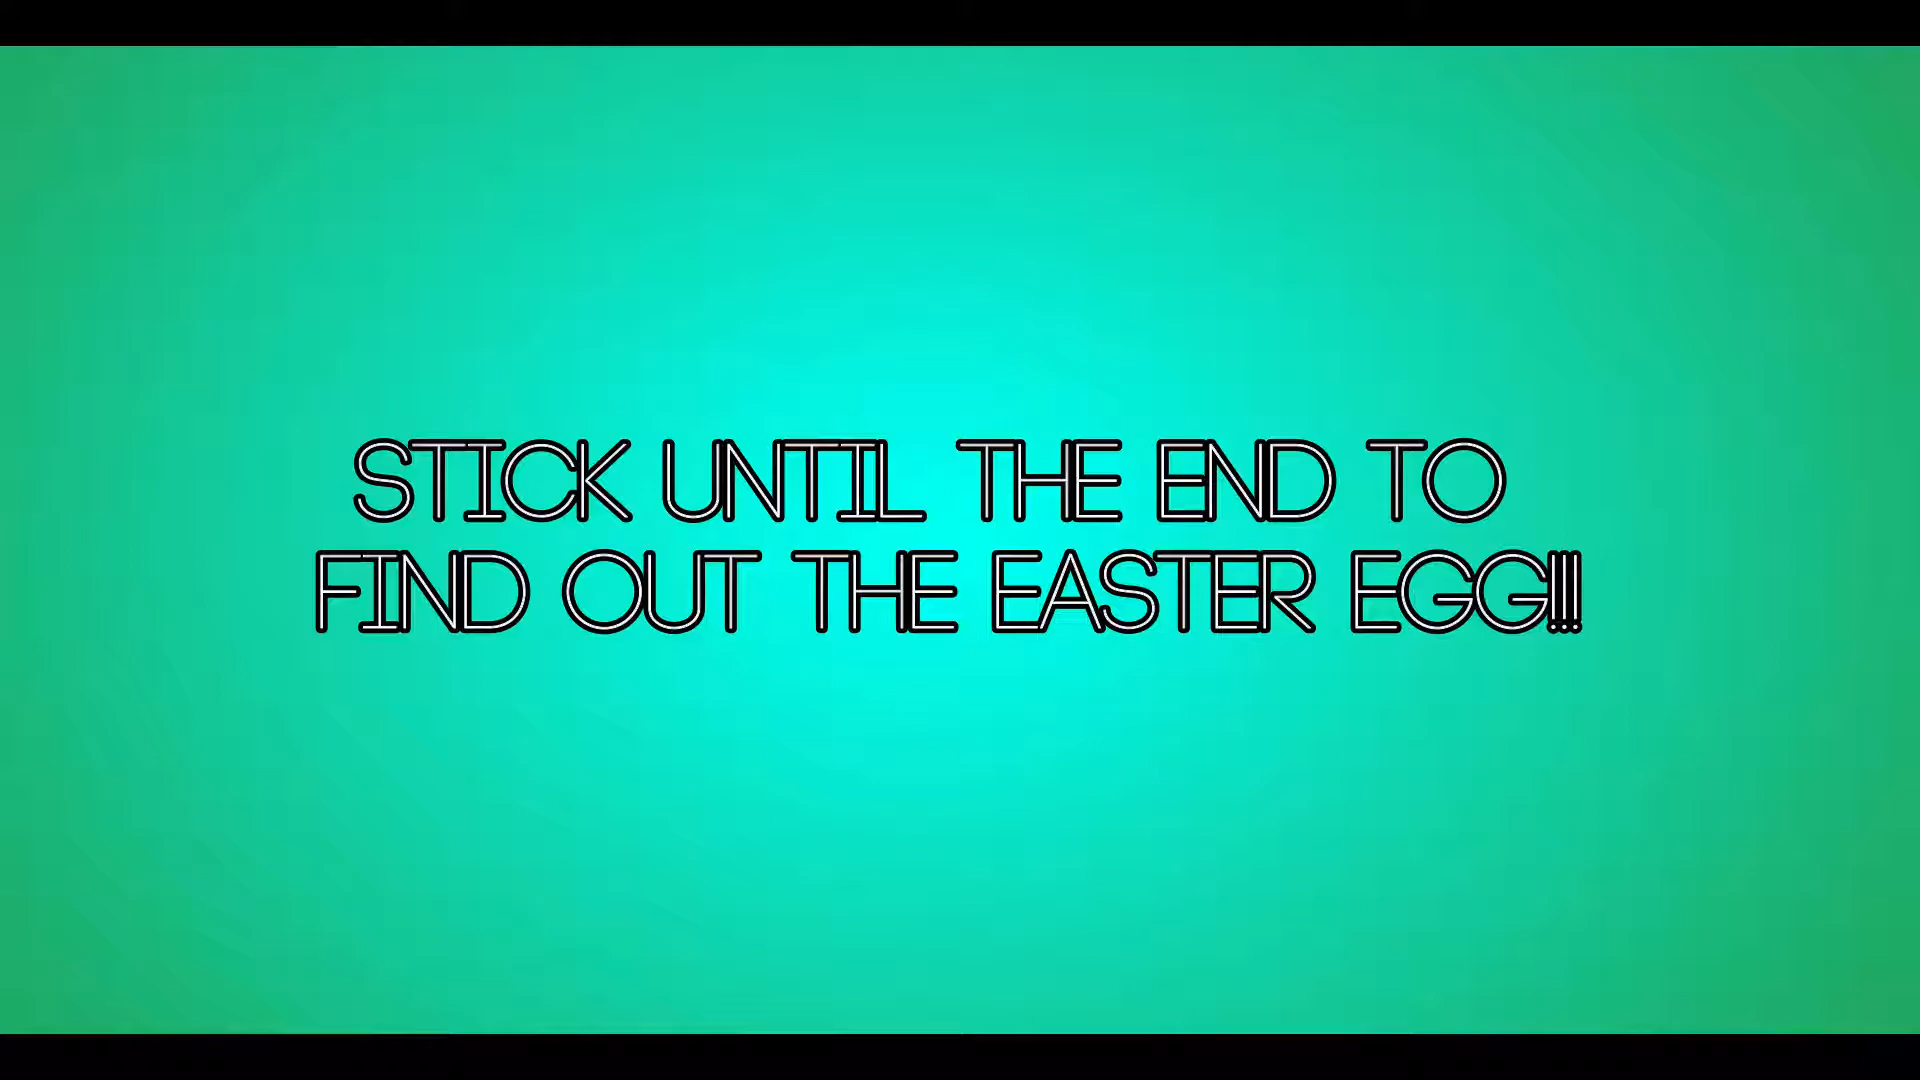 STICK UNTIL THE END TO
FIND OUT THE EASTER EGG!!!